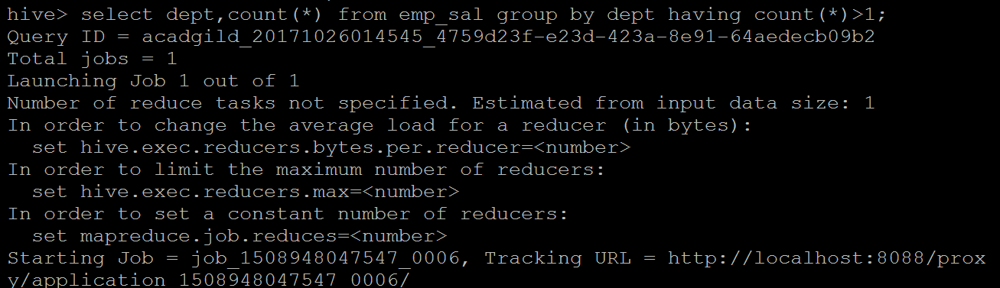 hive> select dept,count(*) from emp_sal group by dept having count(*)>1;
Query ID = acadgild_20171026014545_4759d23f-e23d-423a-8e91-64aedecb09b2
Total jobs = 1
Launching Job 1 out of 1
Number of reduce tasks not specified. Estimated from input data size: 1
In order to change the average load for a reducer (in bytes):
  set hive.exec.reducers.bytes.per.reducer=<number>
In order to limit the maximum number of reducers:
  set hive.exec.reducers.max=<number>
In order to set a constant number of reducers:
  set mapreduce.job.reduces=<number>
Starting Job = job_1508948047547_0006, Tracking URL = http://localhost:8088/prox
y/application_1508948047547_0006/